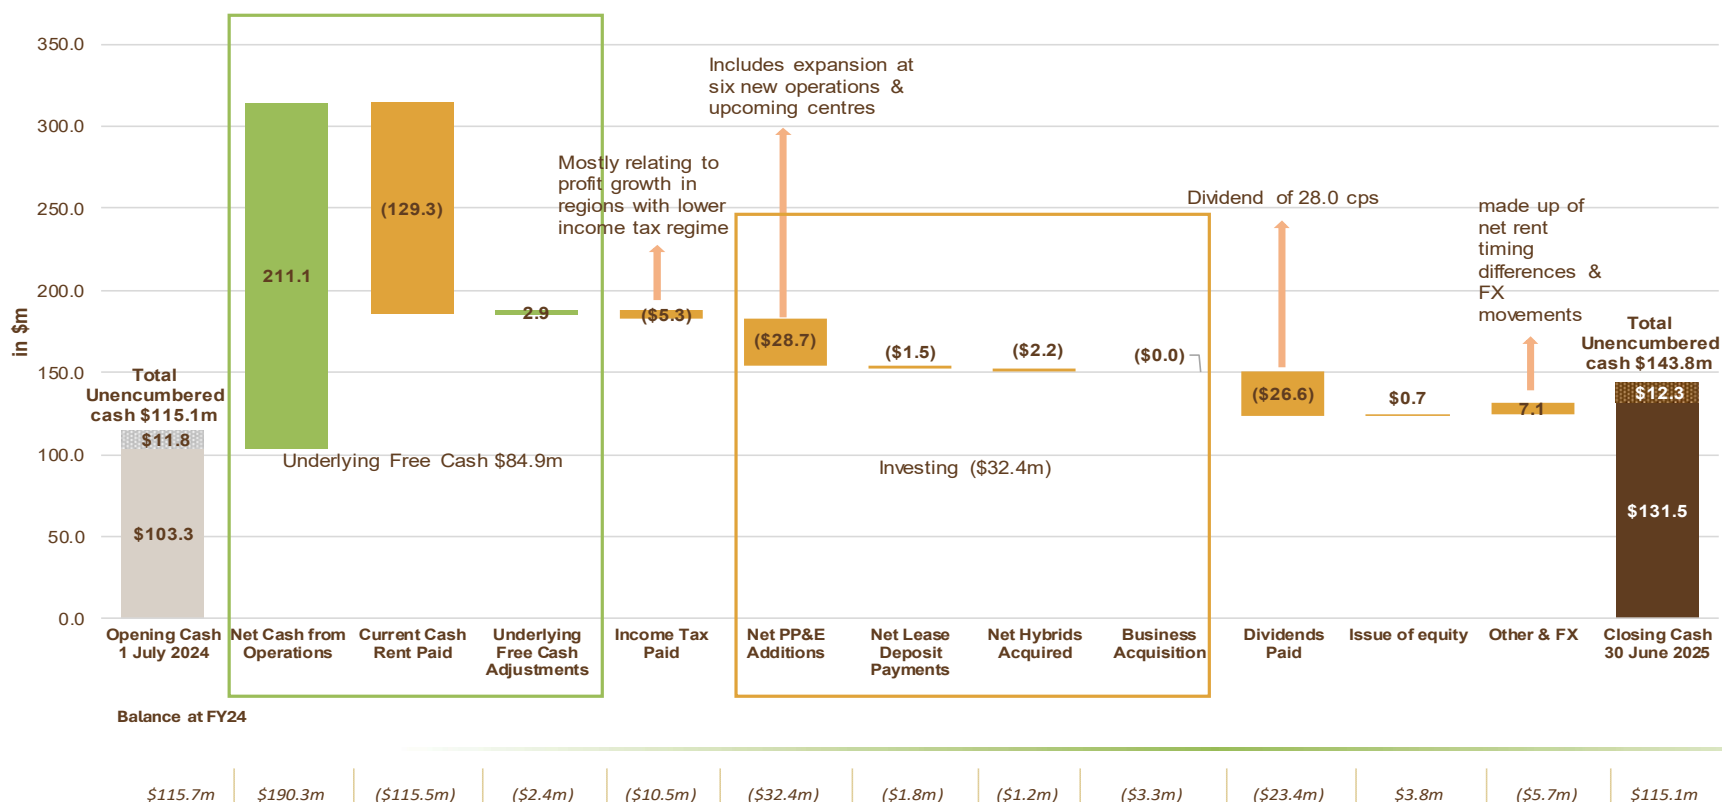 350.0
300.0
250.0
200.0
150.0
100.0
50.0
0.0
in $m
Total
Unencumbered
cash $115.1m
$11.8
$103.3
211.1
(129.3)
2.9
Underlying Free Cash $84.9m
Mostly relating to
profit growth in
regions with lower
income tax regime
($5.3)
Includes expansion at
six new operations &
upcoming centres
($28.7)
($1.5)
($2.2)
($0.0)
Investing ($32.4m)
Dividend of 28.0 cps
($26.6)
$0.7
made up of
net rent
timing
differences &
FX
movements
7.1
Total
Unencumbered
cash $143.8m
$12.3
$131.5
Opening Cash
1 July 2024
Net Cash from
Operations
Current Cash
Rent Paid
Underlying
Free Cash
Adjustments
Income Tax
Paid
Net PP&E
Additions
Net Lease
Deposit
Payments
Net Hybrids
Acquired
Business
Acquisition
Dividends
Paid
Issue of equity
Other & FX
Closing Cash
30 June 2025
Balance at FY24
$115.7m
$190.3m
($115.5m)
($2.4m)
($10.5m)
($32.4m)
($1.8m)
($1.2m)
($3.3m)
($23.4m)
$3.8m
($5.7m)
$115.1m